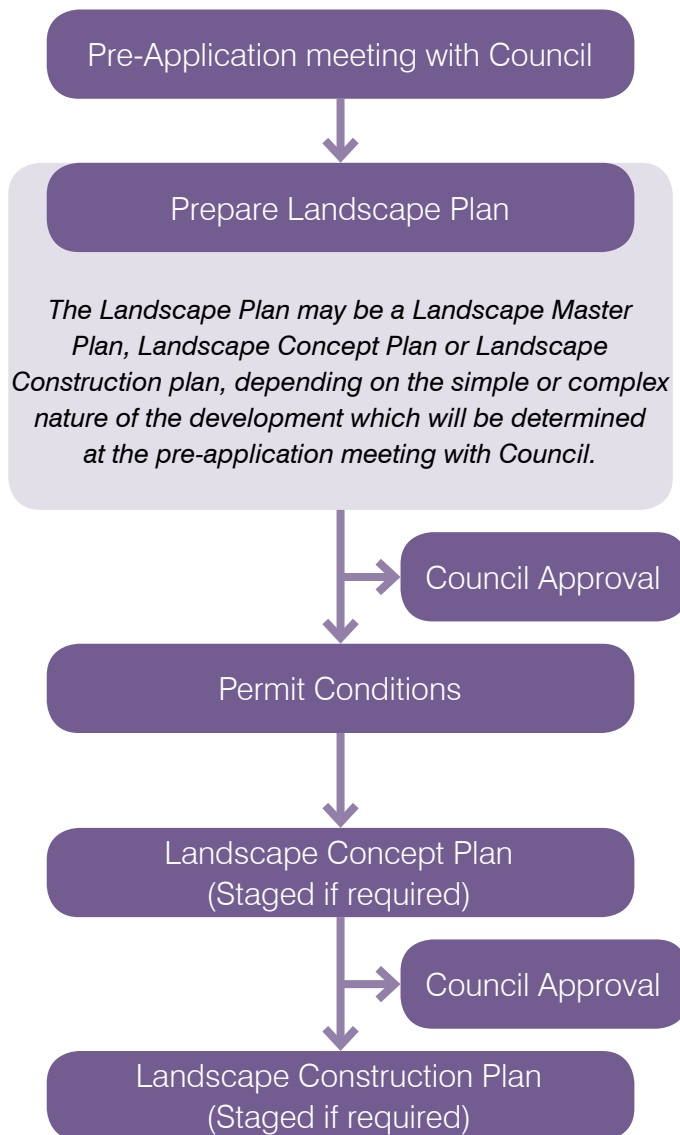 Pre-Application meeting with Council
Prepare Landscape Plan
The Landscape Plan may be a Landscape Master
Plan, Landscape Concept Plan or Landscape
Construction plan, depending on the simple or complex
nature of the development which will be determined
at the pre-application meeting with Council.
Council Approval
Permit Conditions
Landscape Concept Plan
(Staged if required)
Council Approval
Landscape Construction Plan
(Staged if required)